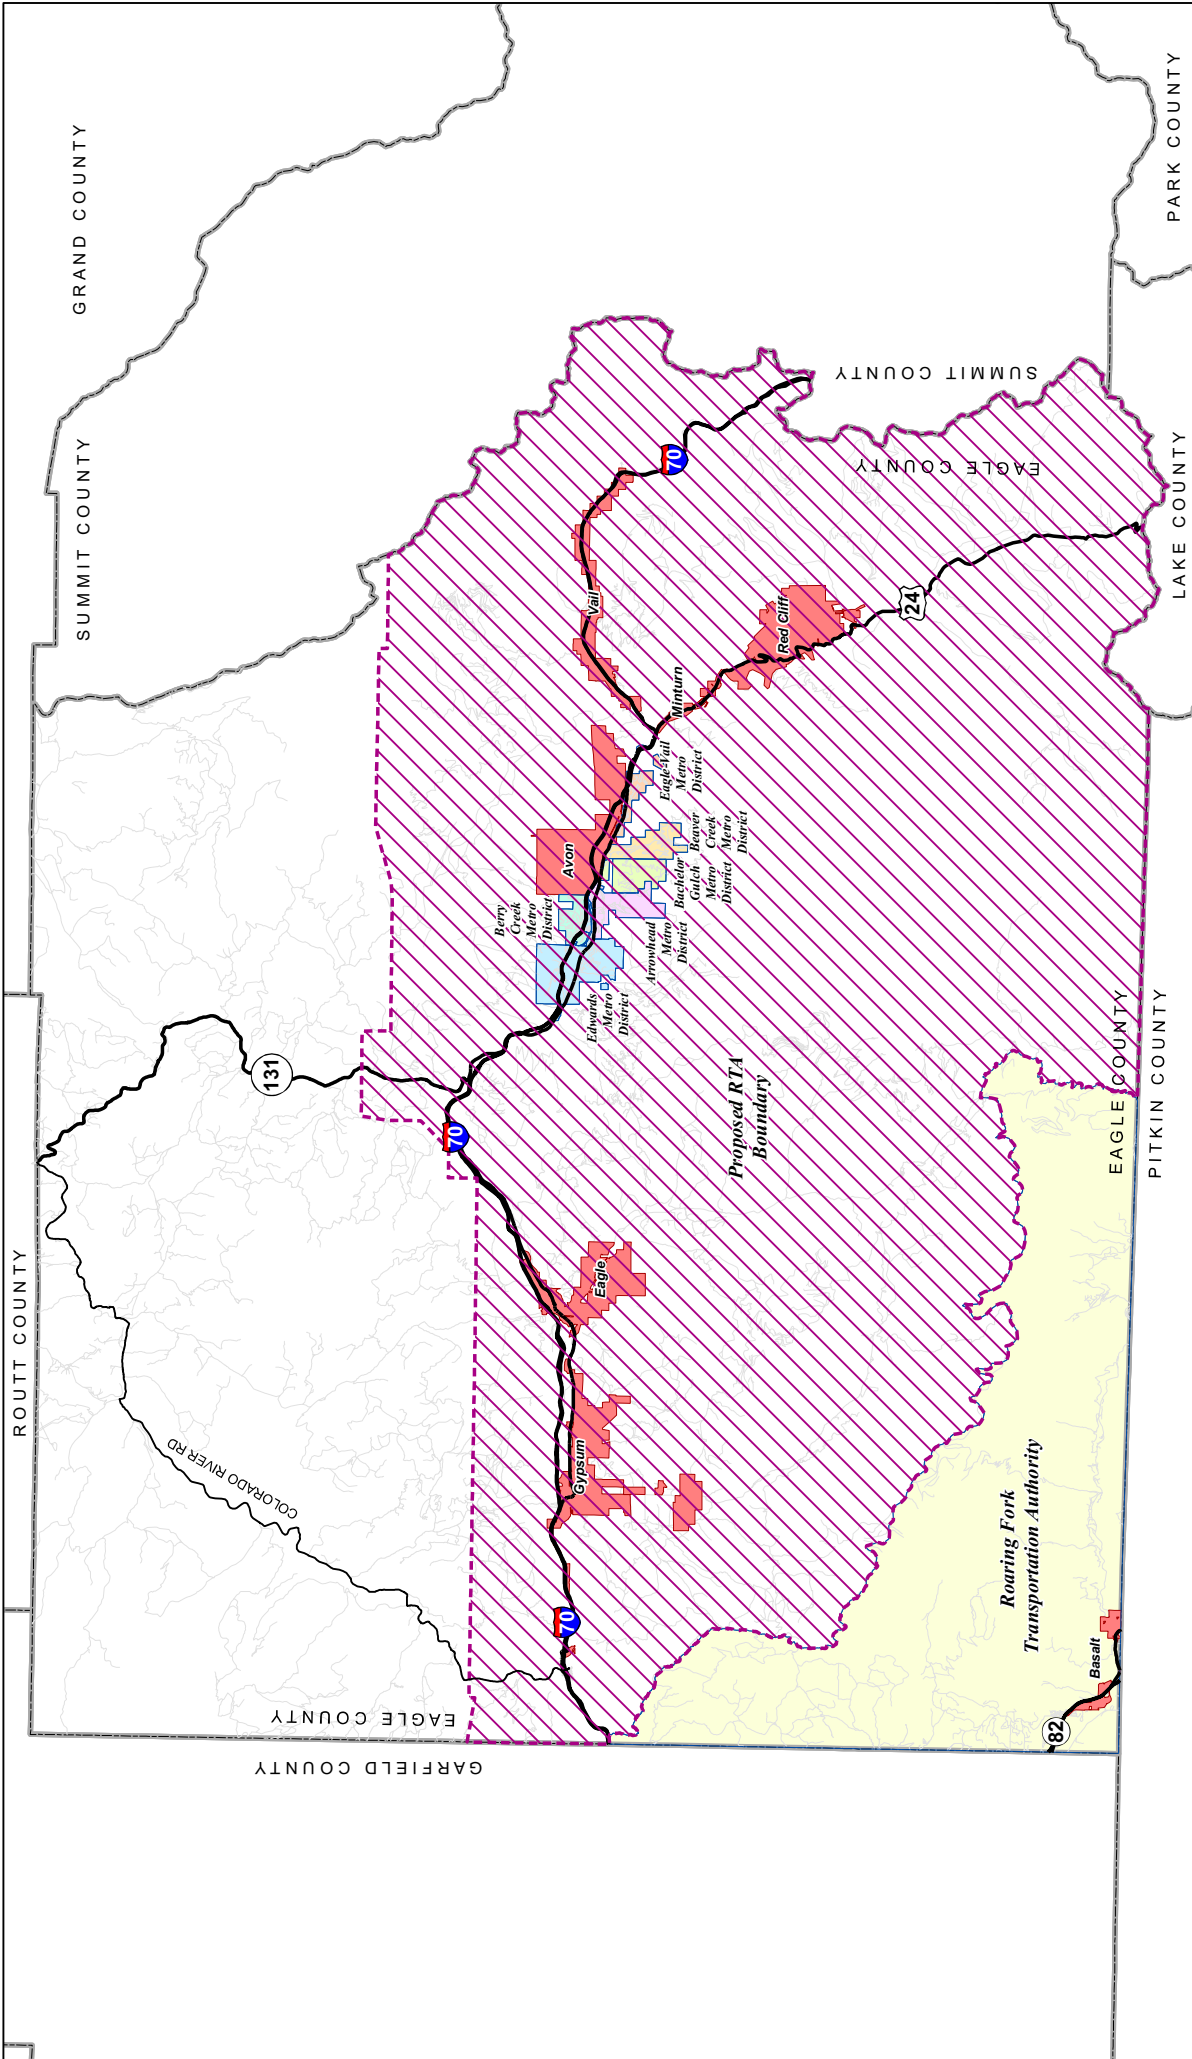 ROUTT COUNTY
GRAND COUNTY
SUMMIT COUNTY
131
COLORADO RIVER RD
EAGLE COUNTY
GARFIELD COUNTY
70
70
70
Gypsum
Eagle
Edwards
Metro
District
Berry
Creek
Metro
District
Avon
Arrowhead
Metro
District
Bachelor
Gulch
Metro
District
Beaver
Creek
Metro
District
Eagle-Vail
Metro
District
Vail
Minturn
Red Cliff
24
SUMMIT COUNTY
EAGLE COUNTY
Proposed RTA
Boundary
Roaring Fork
Transportation Authority
Basalt
82
EAGLE COUNTY
PITKIN COUNTY
LAKE COUNTY
PARK COUNTY